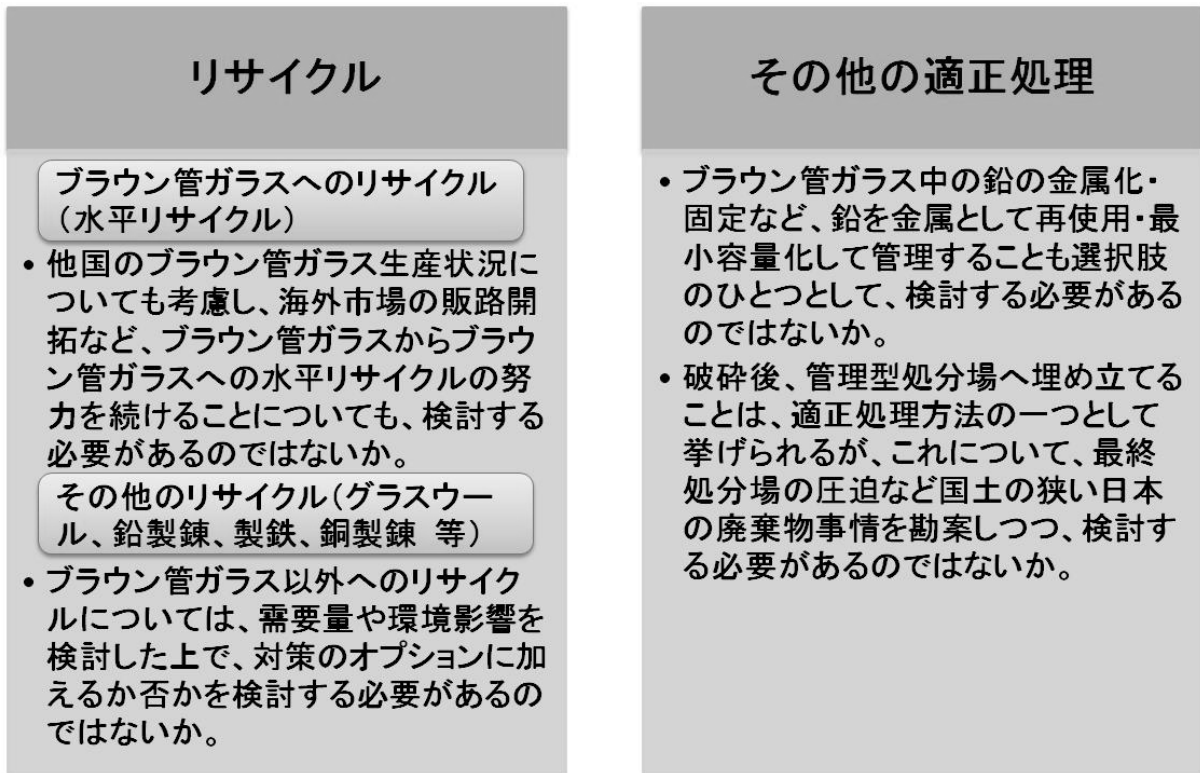 リサイクル
ブラウン管ガラスへのリサイクル
（水平リサイクル）
• 他国のブラウン管ガラス生産状況に
ついても考慮し、海外市場の販路開
拓など、ブラウン管ガラスからブラウ
ン管ガラスへの水平リサイクルの努
力を続けることについても、検討する
必要があるのではないか。
その他のリサイクル（グラスウー
ル、鉛製錬、製鉄、銅製錬 等）
• ブラウン管ガラス以外へのリサイク
ルについては、需要量や環境影響を
検討した上で、対策のオプションに加
えるか否かを検討する必要があるの
ではないか。
その他の適正処理
• ブラウン管ガラス中の鉛の金属化・
固定など、鉛を金属として再使用・最
小容量化して管理することも選択肢
のひとつとして、検討する必要がある
のではないか。
• 破砕後、管理型処分場へ埋め立てる
ことは、適正処理方法の一つとして
挙げられるが、これについて、最終
処分場の圧迫など国土の狭い日本
の廃棄物事情を勘案しつつ、検討す
る必要があるのではないか。